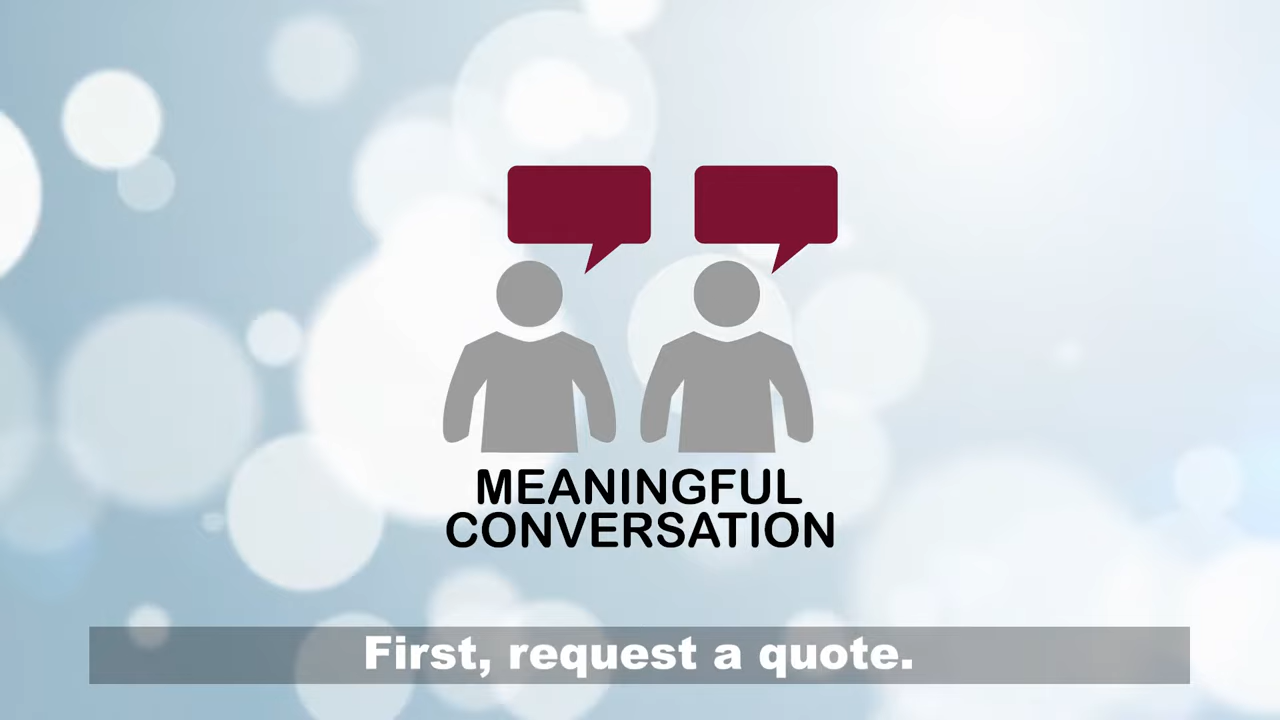 MEANINGFUL
CONVERSATION
First, request a quote.